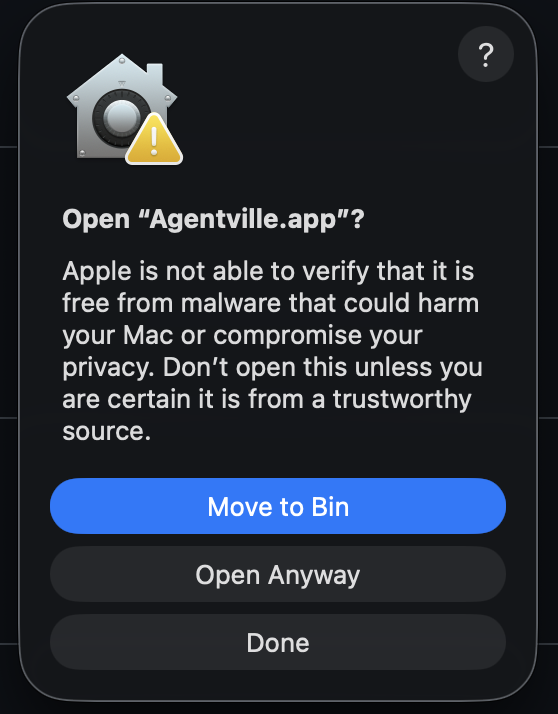 ?
Open “Agentville.app”?
Apple is not able to verify that it is
free from malware that could harm
your Mac or compromise your
privacy. Don’t open this unless you
are certain it is from a trustworthy
source.
Move to Bin
Open Anyway
Done